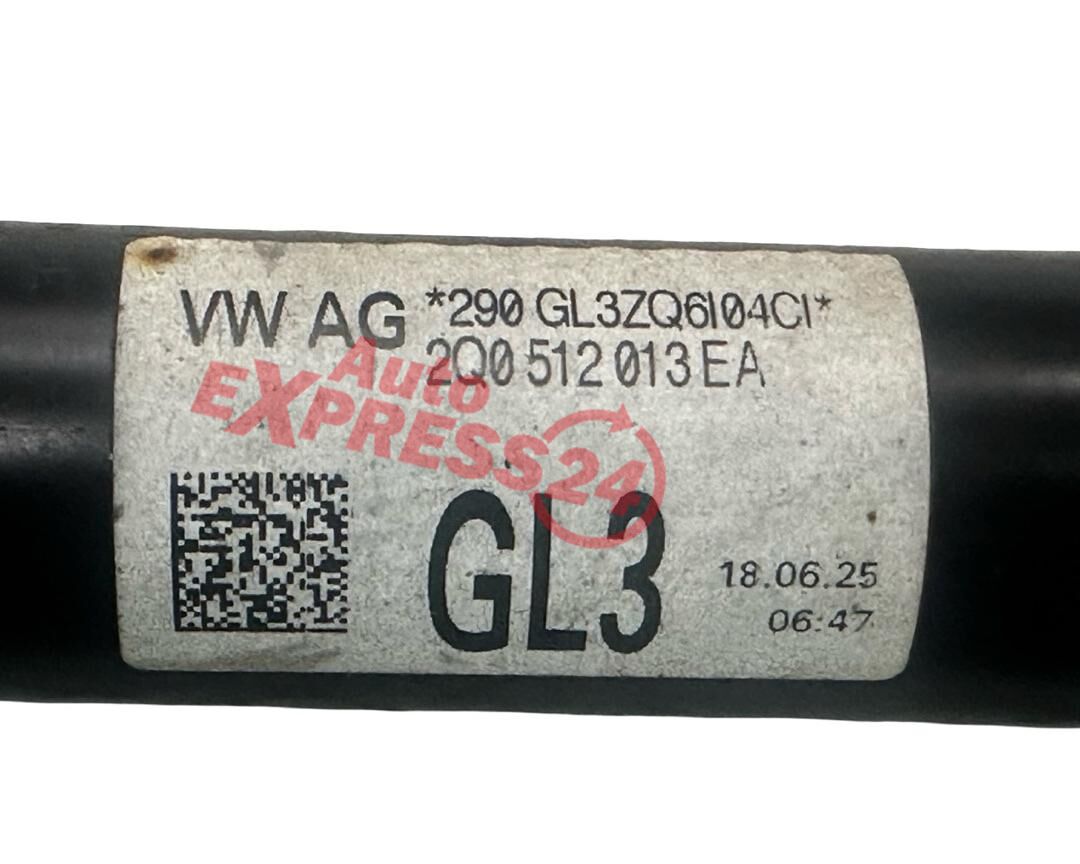 VW AG *290 GL3ZQ6I04CI*
2Q0 512 013 EA
Auto
EXPRESS24
GL3
18.06.25
06:47